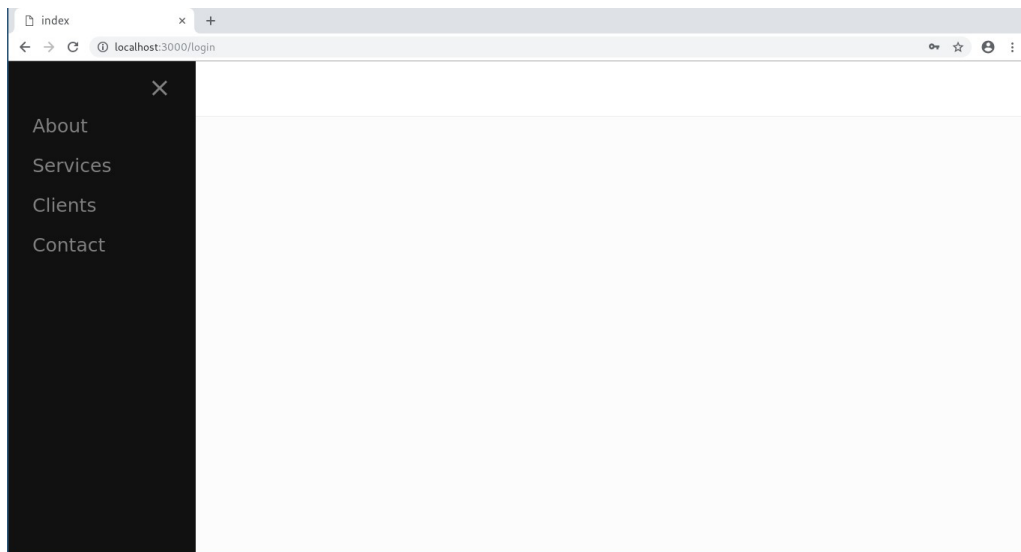 index
localhost:3000/login
About
Services
Clients
Contact